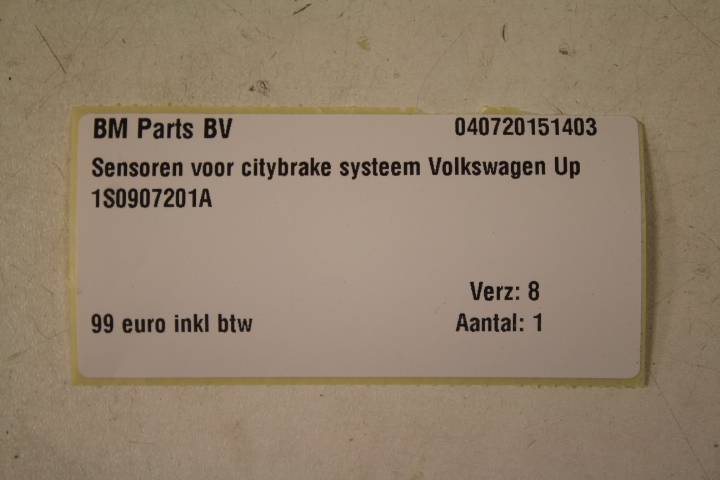 BM Parts BV 040720151403
Sensoren voor citybrake systeem Volkswagen Up
1S0907201A
Verz: 8
99 euro inkl btw Aantal: 1